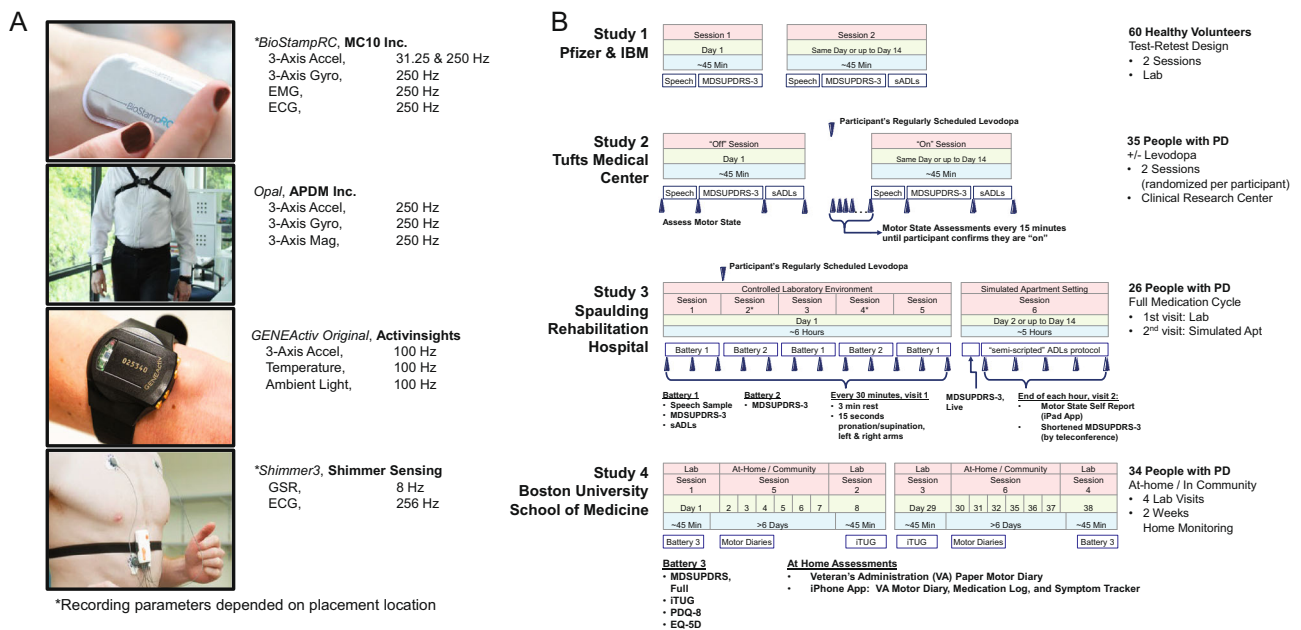 A
*BioStampRC, MC10 Inc.
3-Axis Accel, 31.25 & 250 Hz
3-Axis Gyro, 250 Hz
EMG, 250 Hz
ECG, 250 Hz
BioStampRC
Opal, APDM Inc.
3-Axis Accel, 250 Hz
3-Axis Gyro, 250 Hz
3-Axis Mag, 250 Hz
GENEActiv Original, Activinsights
3-Axis Accel, 100 Hz
Temperature, 100 Hz
Ambient Light, 100 Hz
025340
GENEActiv
*Shimmer3, Shimmer Sensing
GSR, 8 Hz
ECG, 256 Hz
*Recording parameters depended on placement location
B
Study 1
Pfizer & IBM
Session 1
Day 1
~45 Min
Speech MDSUPDRS-3
Session 2
Same Day or up to Day 14
~45 Min
Speech MDSUPDRS-3 sADLs
60 Healthy Volunteers
Test-Retest Design
• 2 Sessions
• Lab
Study 2
Tufts Medical
Center
Participant's Regularly Scheduled Levodopa
"Off" Session
Day 1
~45 Min
Speech MDSUPDRS-3 sADLs
Assess Motor State
"On" Session
Same Day or up to Day 14
~45 Min
Speech MDSUPDRS-3 sADLs
Motor State Assessments every 15 minutes
until participant confirms they are "on"
35 People with PD
+/- Levodopa
• 2 Sessions
(randomized per participant)
• Clinical Research Center
Study 3
Spaulding
Rehabilitation
Hospital
Participant's Regularly Scheduled Levodopa
Controlled Laboratory Environment
Session Session Session Session Session
1 2* 3 4* 5
Day 1
~6 Hours
Battery 1 Battery 2 Battery 1 Battery 2 Battery 1
Simulated Apartment Setting
Session
6
Day 2 or up to Day 14
~5 Hours
"semi-scripted" ADLs protocol
Battery 1
• Speech Sample
• MDSUPDRS-3
• sADLs
Battery 2
• MDSUPDRS-3
Every 30 minutes, visit 1
• 3 min rest
• 15 seconds
pronation/supination,
left & right arms
MDSUPDRS-3,
Live
End of each hour, visit 2:
• Motor State Self Report
(iPad App)
• Shortened MDSUPDRS-3
(by teleconference)
26 People with PD
Full Medication Cycle
• 1st visit: Lab
• 2nd visit: Simulated Apt
Study 4
Boston University
School of Medicine
Lab At-Home / Community Lab
Session Session Session
1 5 2
Day 1 2 3 4 5 6 7 8
~45 Min >6 Days ~45 Min
Battery 3 Motor Diaries iTUG
Lab At-Home / Community Lab
Session Session Session
3 6 4
Day 29 30 31 32 35 36 37 38
~45 Min >6 Days ~45 Min
iTUG Motor Diaries Battery 3
Battery 3
• MDSUPDRS,
Full
• iTUG
• PDQ-8
• EQ-5D
At Home Assessments
• Veteran's Administration (VA) Paper Motor Diary
• iPhone App: VA Motor Diary, Medication Log, and Symptom Tracker
34 People with PD
At-home / In Community
• 4 Lab Visits
• 2 Weeks
Home Monitoring